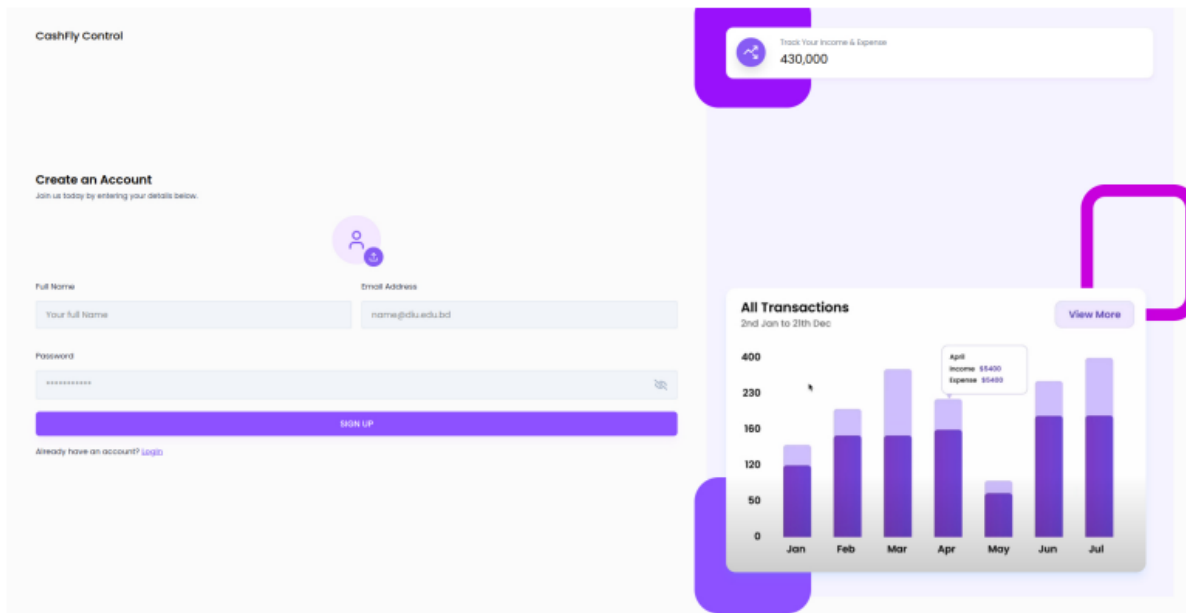 CashFly Control
Create an Account
Join us today by entering your details below.
Full Name
Email Address
Your full Name
name@diu.edu.bd
Password
***********
SIGN UP
Already have an account? Login
Track Your Income & Expense
430,000
All Transactions
2nd Jan to 21th Dec
View More
400
230
160
120
50
0
April
Income $5400
Expense $5400
Jan Feb Mar Apr May Jun Jul